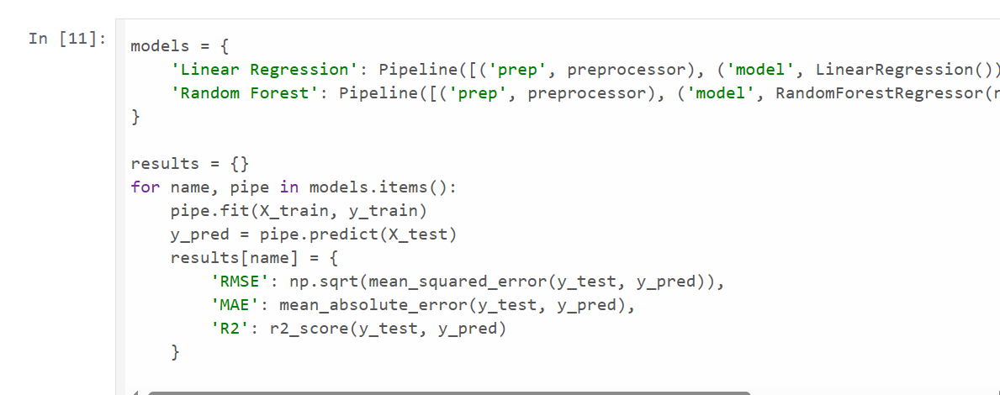 In [11]:
models = {
    'Linear Regression': Pipeline([('prep', preprocessor), ('model', LinearRegression())
    'Random Forest': Pipeline([('prep', preprocessor), ('model', RandomForestRegressor(
}

results = {}
for name, pipe in models.items():
    pipe.fit(X_train, y_train)
    y_pred = pipe.predict(X_test)
    results[name] = {
        'RMSE': np.sqrt(mean_squared_error(y_test, y_pred)),
        'MAE': mean_absolute_error(y_test, y_pred),
        'R2': r2_score(y_test, y_pred)
    }